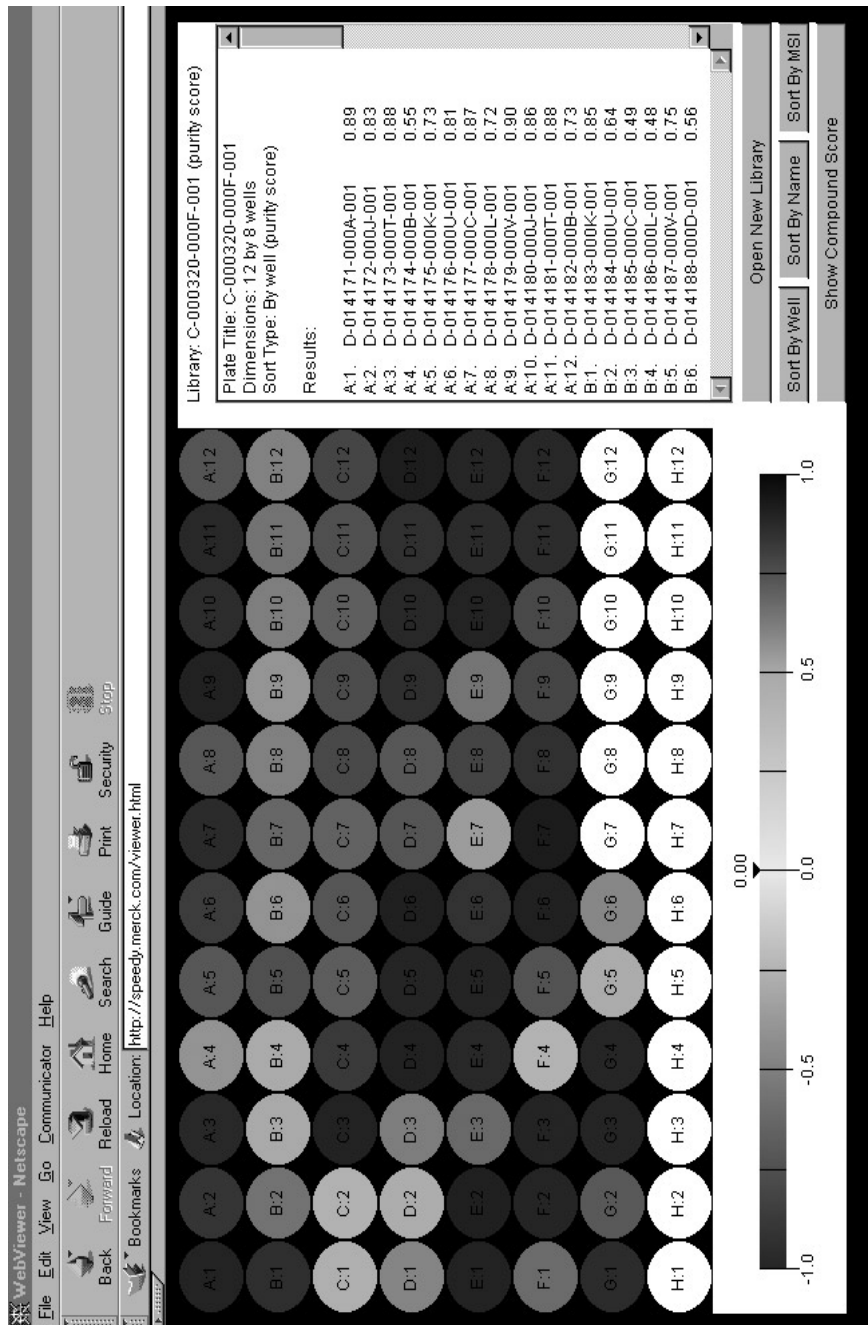 WebViewer - Netscape
File Edit View Go Communicator Help
Back Forward Reload Home Search Guide Print Security Stop
Bookmarks Location: http://speedy.merck.com/viewer.html
A:1 A:2 A:3 A:4 A:5 A:6 A:7 A:8 A:9 A:10 A:11 A:12
B:1 B:2 B:3 B:4 B:5 B:6 B:7 B:8 B:9 B:10 B:11 B:12
C:1 C:2 C:3 C:4 C:5 C:6 C:7 C:8 C:9 C:10 C:11 C:12
D:1 D:2 D:3 D:4 D:5 D:6 D:7 D:8 D:9 D:10 D:11 D:12
E:1 E:2 E:3 E:4 E:5 E:6 E:7 E:8 E:9 E:10 E:11 E:12
F:1 F:2 F:3 F:4 F:5 F:6 F:7 F:8 F:9 F:10 F:11 F:12
G:1 G:2 G:3 G:4 G:5 G:6 G:7 G:8 G:9 G:10 G:11 G:12
H:1 H:2 H:3 H:4 H:5 H:6 H:7 H:8 H:9 H:10 H:11 H:12
0.00
-1.0 -0.5 0.0 0.5 1.0
Library: C-000320-000F-001 (purity score)
Plate Title: C-000320-000F-001
Dimensions: 12 by 8 wells
Sort Type: By well (purity score)
Results:
A:1. D-014171-000A-001 0.89
A:2. D-014172-000J-001 0.83
A:3. D-014173-000T-001 0.88
A:4. D-014174-000B-001 0.55
A:5. D-014175-000K-001 0.73
A:6. D-014176-000U-001 0.81
A:7. D-014177-000C-001 0.87
A:8. D-014178-000L-001 0.72
A:9. D-014179-000V-001 0.90
A:10. D-014180-000J-001 0.86
A:11. D-014181-000T-001 0.88
A:12. D-014182-000B-001 0.73
B:1. D-014183-000K-001 0.85
B:2. D-014184-000U-001 0.64
B:3. D-014185-000C-001 0.49
B:4. D-014186-000L-001 0.48
B:5. D-014187-000V-001 0.75
B:6. D-014188-000D-001 0.56
Open New Library
Sort By Well Sort By Name Sort By MSI
Show Compound Score